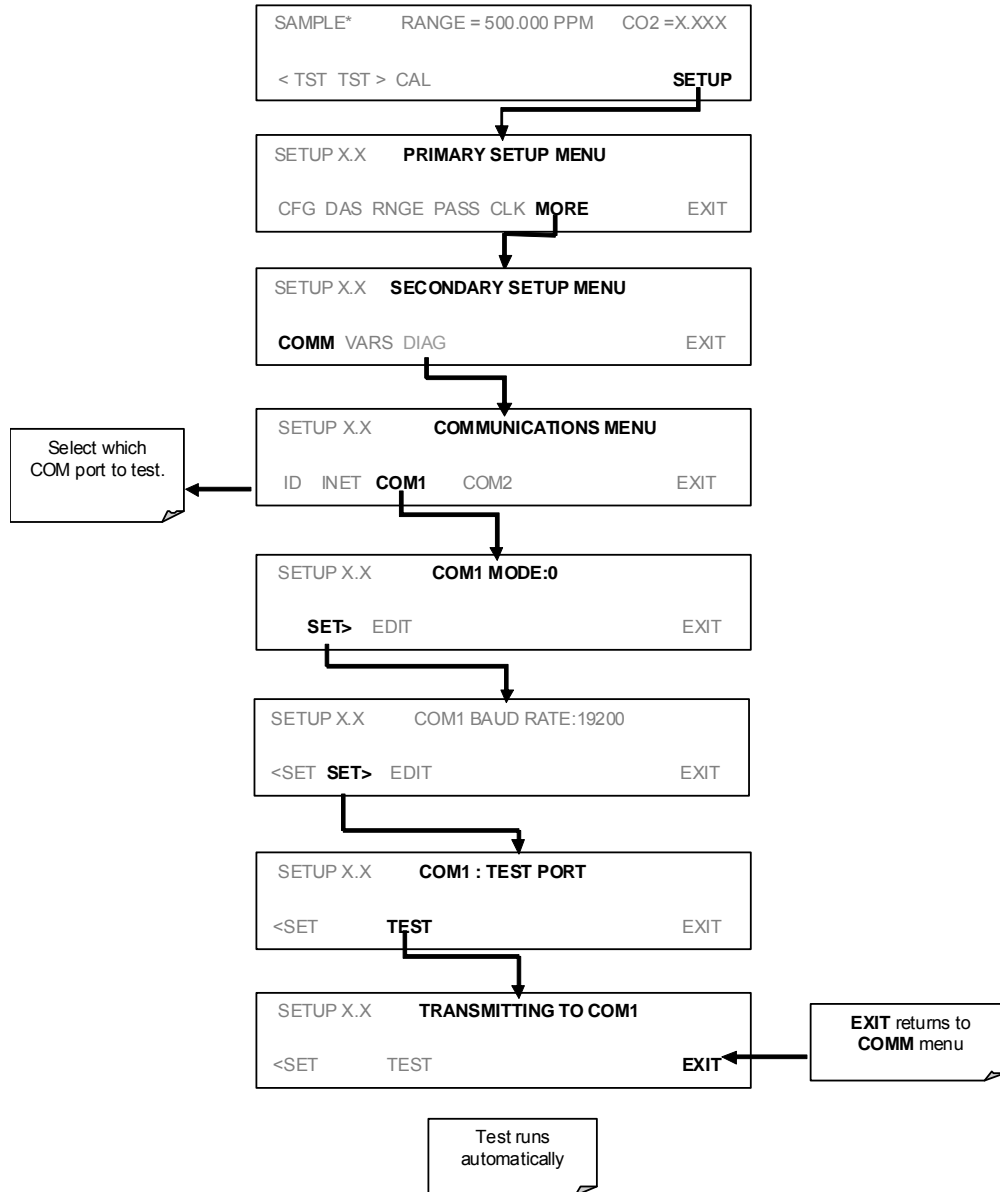 SAMPLE* RANGE = 500.000 PPM CO2 =X.XXX
< TST TST > CAL SETUP
SETUP X.X PRIMARY SETUP MENU
CFG DAS RNGE PASS CLK MORE EXIT
SETUP X.X SECONDARY SETUP MENU
COMM VARS DIAG EXIT
SETUP X.X COMMUNICATIONS MENU
ID INET COM1 COM2 EXIT
Select which
COM port to test.
SETUP X.X COM1 MODE:0
SET> EDIT EXIT
SETUP X.X COM1 BAUD RATE:19200
<SET SET> EDIT EXIT
SETUP X.X COM1 : TEST PORT
<SET TEST EXIT
SETUP X.X TRANSMITTING TO COM1
<SET TEST EXIT
EXIT returns to
COMM menu
Test runs
automatically